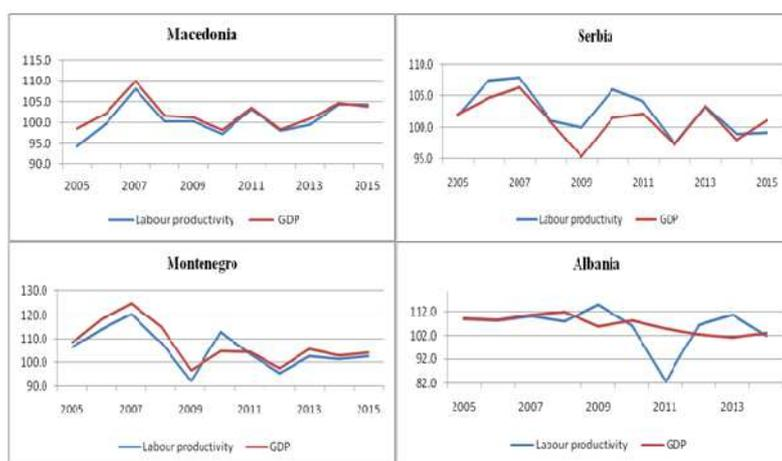 Macedonia
115.0
110.0
105.0
100.0
95.0
90.0
2005 2007 2009 2011 2013 2015
Labour productivity GDP
Serbia
110.0
105.0
100.0
95.0
2005 2007 2009 2011 2013 2015
Labour productivity GDP
Montenegro
130.0
120.0
110.0
100.0
90.0
2005 2007 2009 2011 2013 2015
Labour productivity GDP
Albania
112.0
102.0
92.0
82.0
2005 2007 2009 2011 2013
Labour productivity GDP